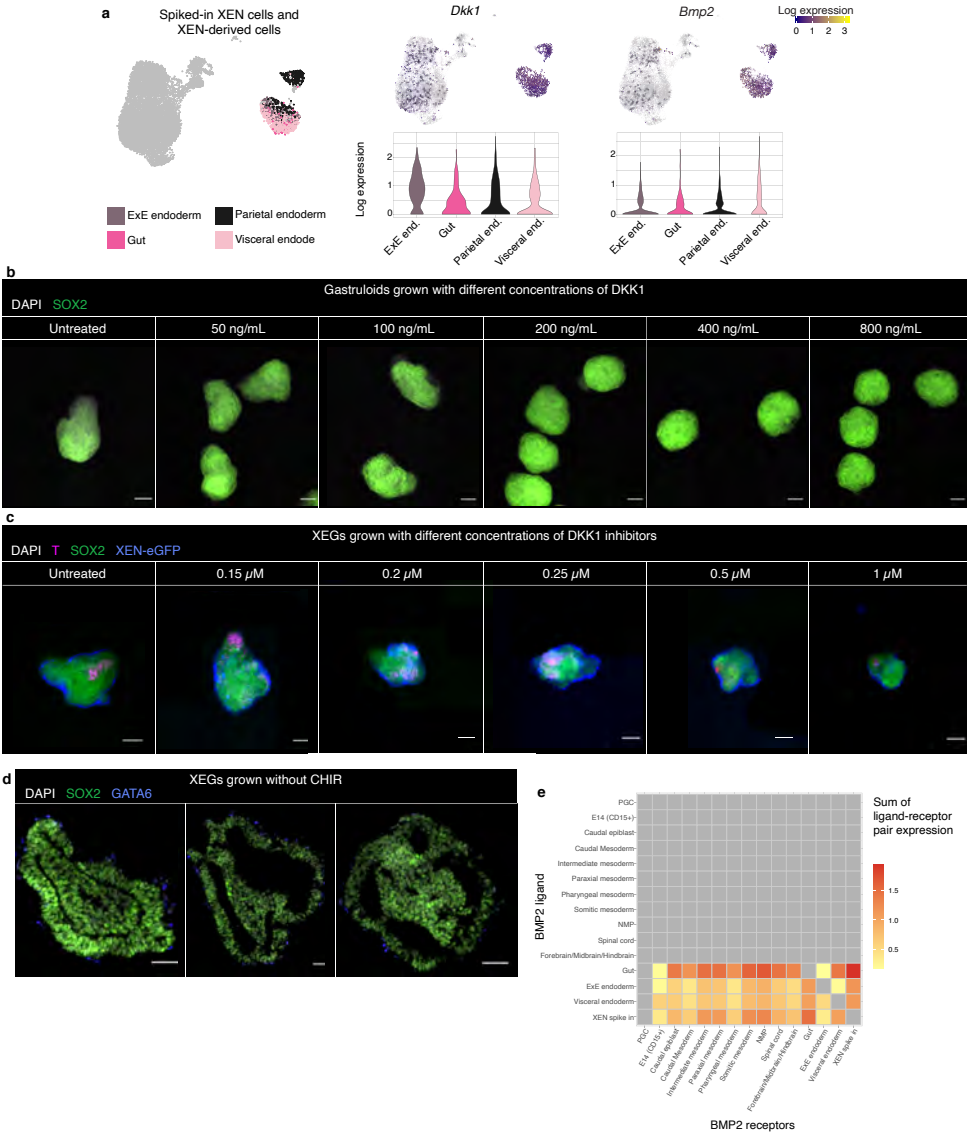 a
Spiked-in XEN cells and
XEN-derived cells
Dkk1
Bmp2
Log expression
0 1 2 3
ExE endoderm
Parietal endoderm
Gut
Visceral endode
Log expression
2
1
0
ExE end.
Gut
Parietal end.
Visceral end.
2
1
0
ExE end.
Gut
Parietal end.
Visceral end.
b
Gastruloids grown with different concentrations of DKK1
DAPI SOX2
Untreated
50 ng/mL
100 ng/mL
200 ng/mL
400 ng/mL
800 ng/mL
c
XEGs grown with different concentrations of DKK1 inhibitors
DAPI T SOX2 XEN-eGFP
Untreated
0.15 µM
0.2 µM
0.25 µM
0.5 µM
1 µM
d
XEGs grown without CHIR
DAPI SOX2 GATA6
e
BMP2 ligand
PGC
E14 (CD15+)
Caudal epiblast
Caudal Mesoderm
Intermediate mesoderm
Paraxial mesoderm
Pharyngeal mesoderm
Somitic mesoderm
NMP
Spinal cord
Forebrain/Midbrain/Hindbrain
Gut
ExE endoderm
Visceral endoderm
XEN spike in
PGC
E14 (CD15+)
Caudal epiblast
Caudal Mesoderm
Intermediate mesoderm
Paraxial mesoderm
Pharyngeal mesoderm
Somitic mesoderm
NMP
Spinal cord
Forebrain/Midbrain/Hindbrain
Gut
ExE endoderm
Visceral endoderm
XEN spike in
BMP2 receptors
Sum of
ligand-receptor
pair expression
1.5
1.0
0.5